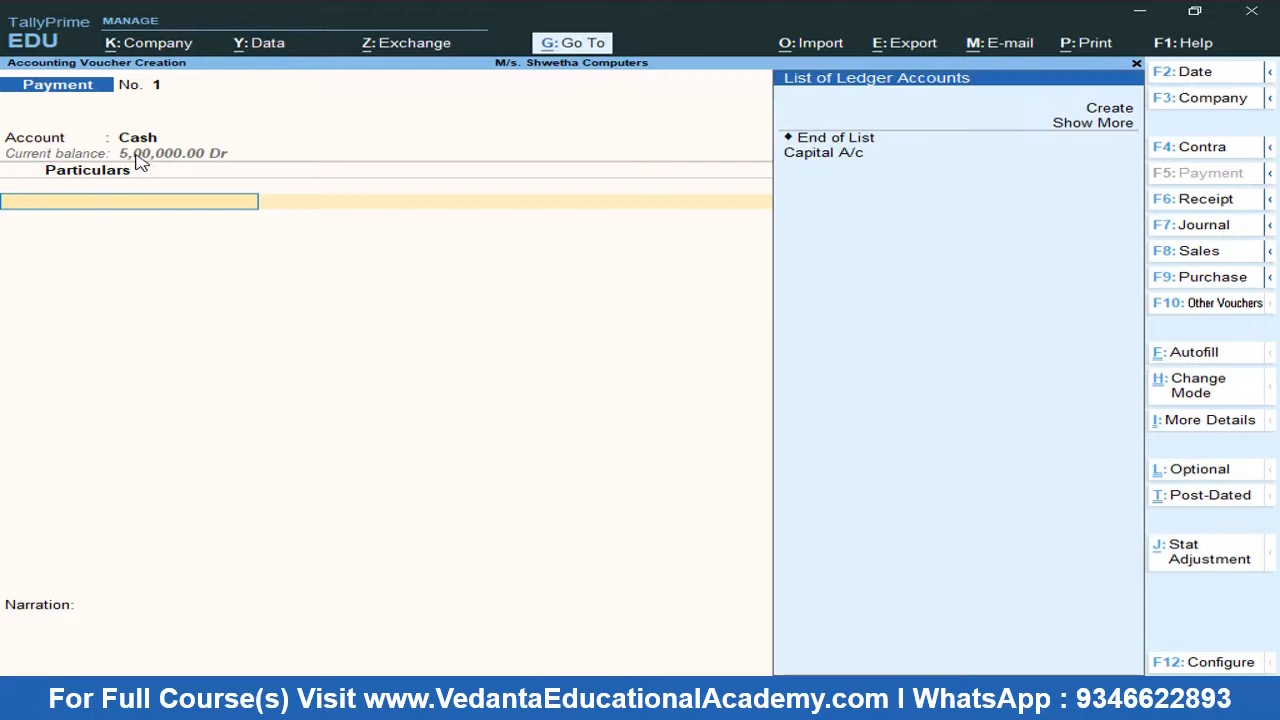 TallyPrime
EDU
MANAGE
K: Company
Y: Data
Z: Exchange
G: Go To
O: Import
E: Export
M: E-mail
P: Print
F1: Help
Accounting Voucher Creation
M/s. Shwetha Computers
Payment No. 1
Account : Cash
Current balance: 5,00,000.00 Dr
Particulars
Narration:
List of Ledger Accounts
Create
Show More
End of List
Capital A/c
F2: Date
F3: Company
F4: Contra
F5: Payment
F6: Receipt
F7: Journal
F8: Sales
F9: Purchase
F10: Other Vouchers
F: Autofill
H: Change
Mode
I: More Details
L: Optional
T: Post-Dated
J: Stat
Adjustment
F12: Configure
For Full Course(s) Visit www.VedantaEducationalAcademy.com I WhatsApp : 9346622893